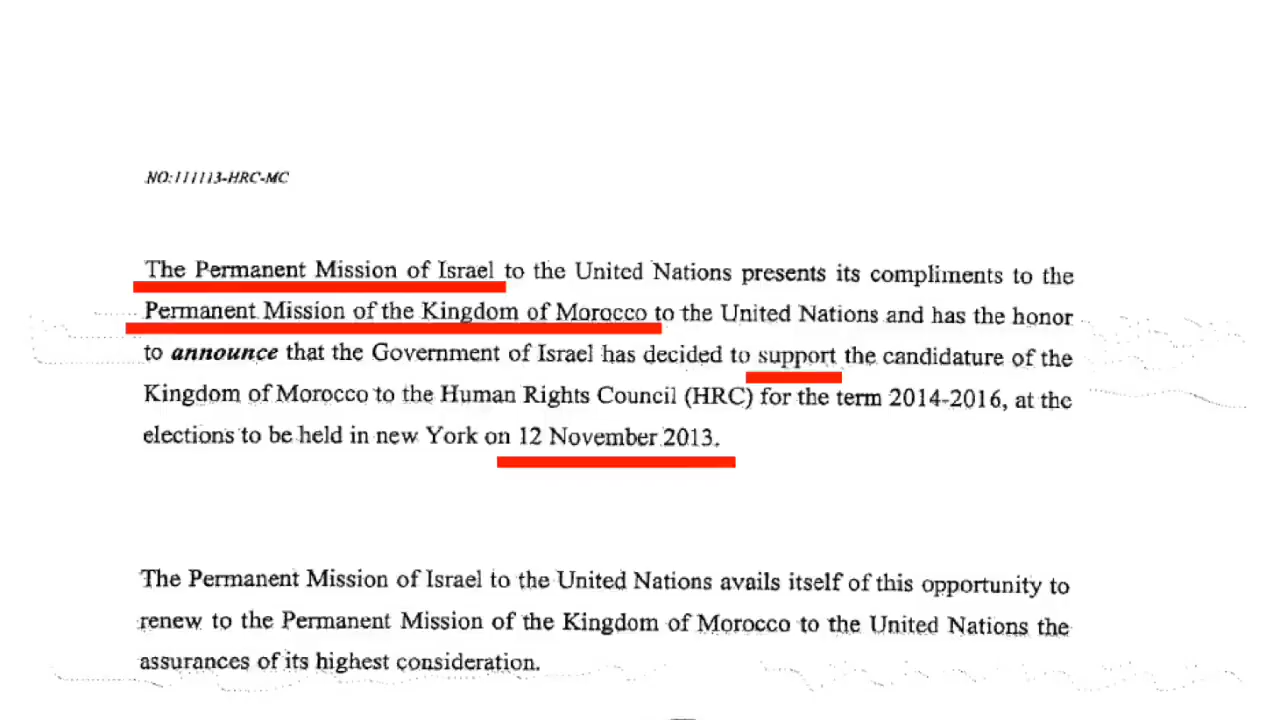 NO:111113-HRC-MC
The Permanent Mission of Israel to the United Nations presents its compliments to the
Permanent Mission of the Kingdom of Morocco to the United Nations and has the honor
to announce that the Government of Israel has decided to support the candidature of the
Kingdom of Morocco to the Human Rights Council (HRC) for the term 2014-2016, at the
elections to be held in new York on 12 November 2013.
The Permanent Mission of Israel to the United Nations avails itself of this opportunity to
renew to the Permanent Mission of the Kingdom of Morocco to the United Nations the
assurances of its highest consideration.